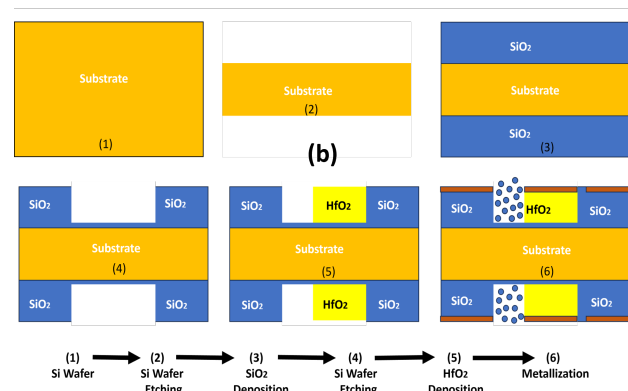 Substrate
(1)
Substrate
(2)
(b)
SiO₂
Substrate
SiO₂
(3)
SiO₂
SiO₂
Substrate
(4)
SiO₂
SiO₂
SiO₂
HfO₂
SiO₂
Substrate
(5)
SiO₂
HfO₂
SiO₂
SiO₂
HfO₂
SiO₂
Substrate
(6)
SiO₂
SiO₂
(1)
Si Wafer
(2)
Si Wafer
Etching
(3)
SiO₂
Deposition
(4)
Si Wafer
Etching
(5)
HfO₂
Deposition
(6)
Metallization